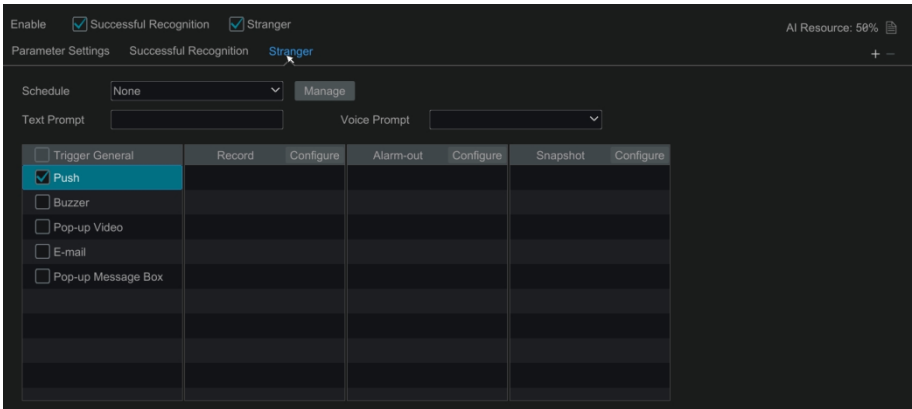 Enable Successful Recognition Stranger AI Resource: 50%
Parameter Settings Successful Recognition Stranger + −
Schedule None Manage
Text Prompt Voice Prompt
Trigger General Record Configure Alarm-out Configure Snapshot Configure
Push
Buzzer
Pop-up Video
E-mail
Pop-up Message Box